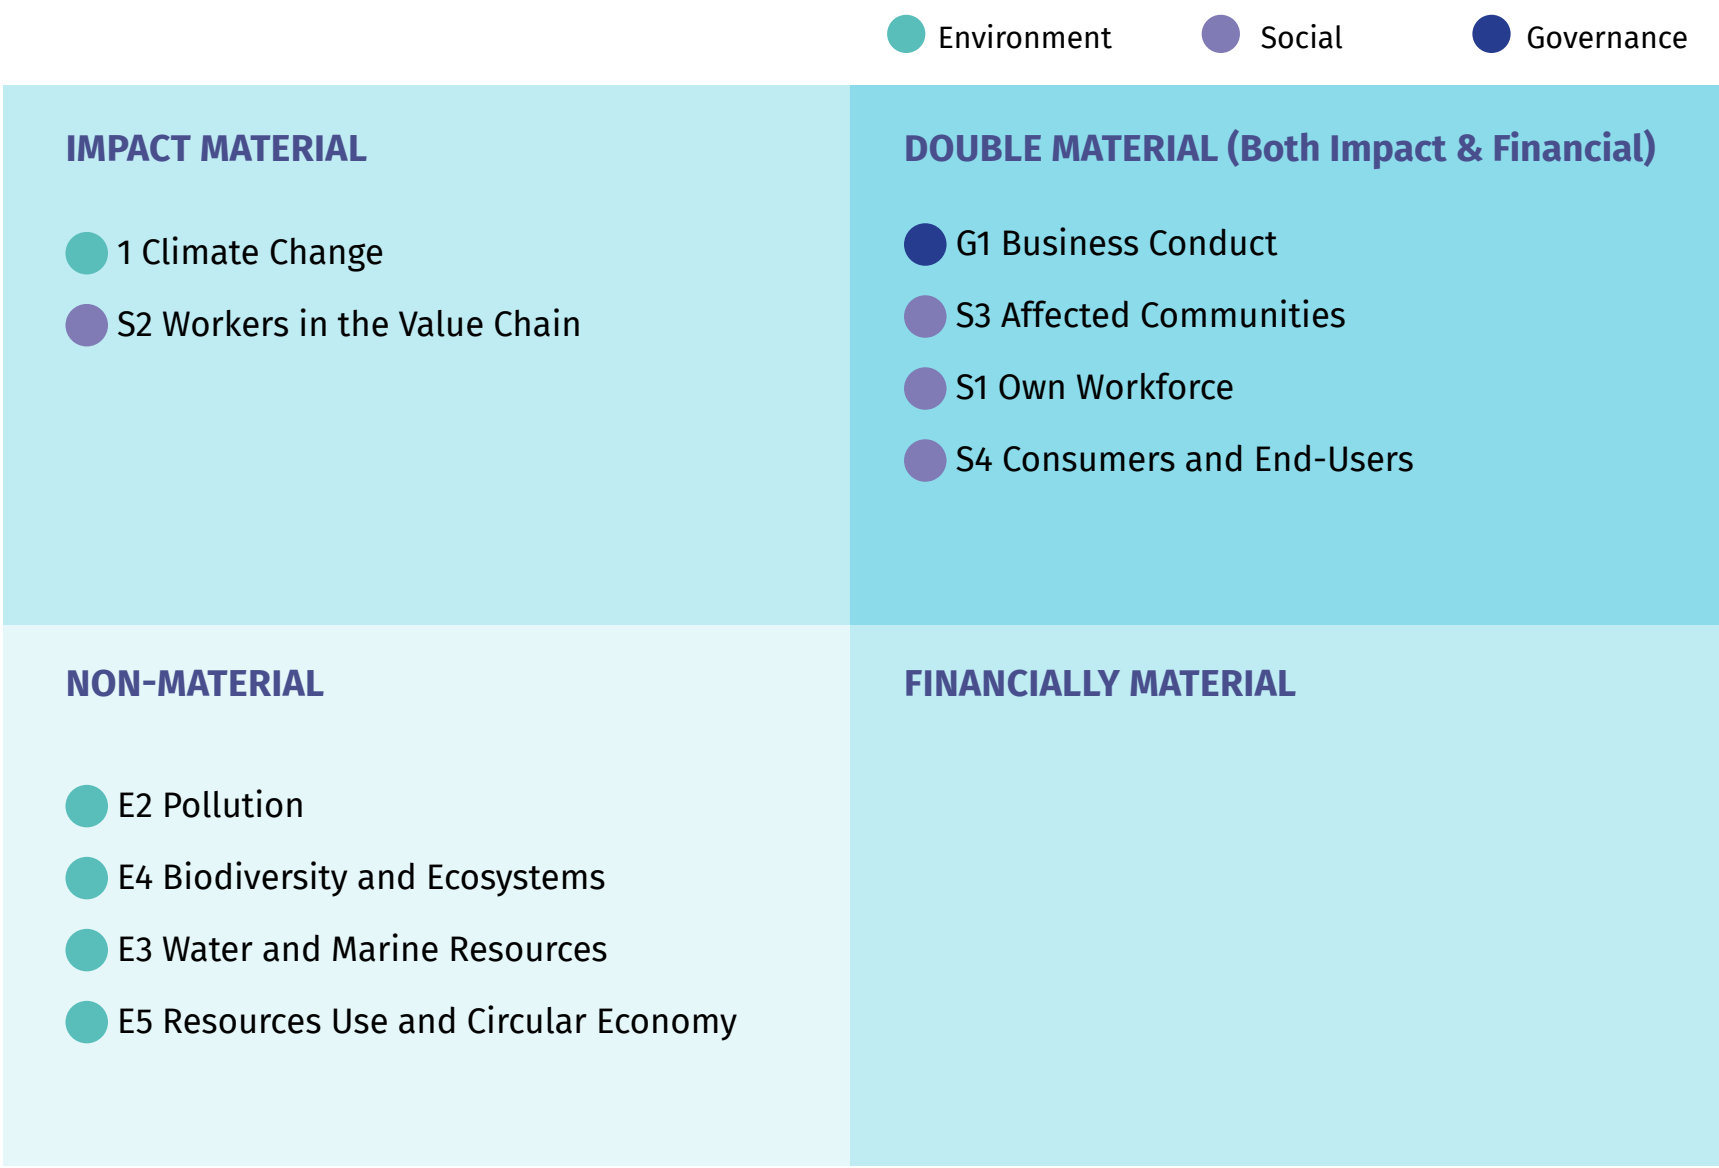 Environment
Social
Governance
IMPACT MATERIAL
1 Climate Change
S2 Workers in the Value Chain
DOUBLE MATERIAL (Both Impact & Financial)
G1 Business Conduct
S3 Affected Communities
S1 Own Workforce
S4 Consumers and End-Users
NON-MATERIAL
E2 Pollution
E4 Biodiversity and Ecosystems
E3 Water and Marine Resources
E5 Resources Use and Circular Economy
FINANCIALLY MATERIAL